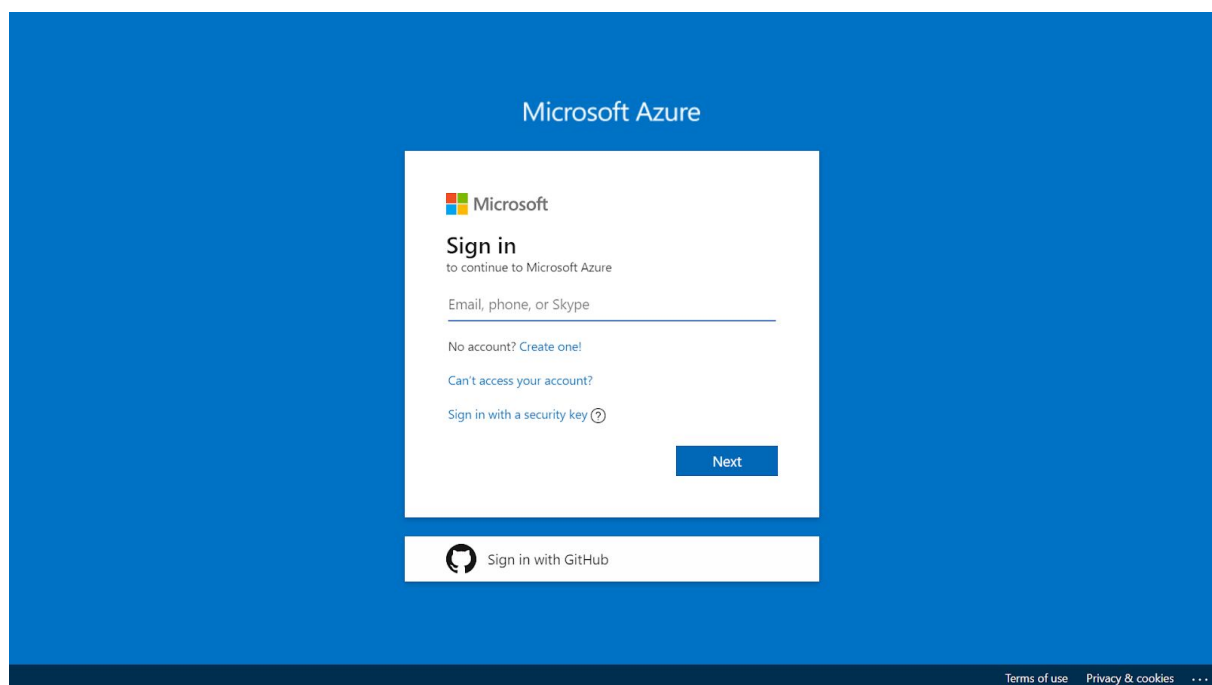 Microsoft Azure
Microsoft
Sign in
to continue to Microsoft Azure
Email, phone, or Skype
No account? Create one!
Can't access your account?
Sign in with a security key ?
Next
Sign in with GitHub
Terms of use Privacy & cookies ...